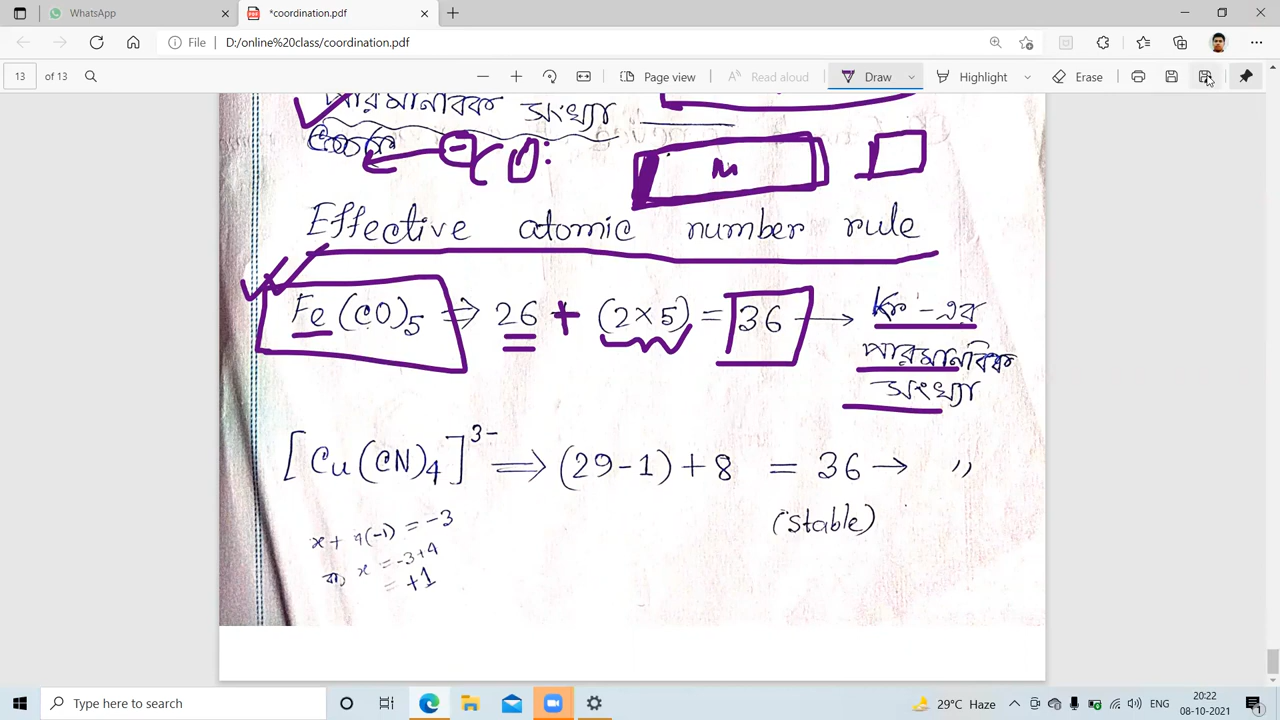 WhatsApp
*coordination.pdf
File D:/online%20class/coordination.pdf
13 of 13
Page view
Read aloud
Draw
Highlight
Erase
পারমানবিক সংখ্যা
Effective atomic number rule
Fe(CO)5 ⇒ 26 + (2×5) = 36 → Kr -এর
পারমানবিক
সংখ্যা
[Cu(CN)4]3- ⟹ (29-1)+8 = 36 → ,,
(stable)
x + 4(-1) = -3
বা, x = -3+4
= +1
Type here to search
29°C Haze
ENG
20:22
08-10-2021